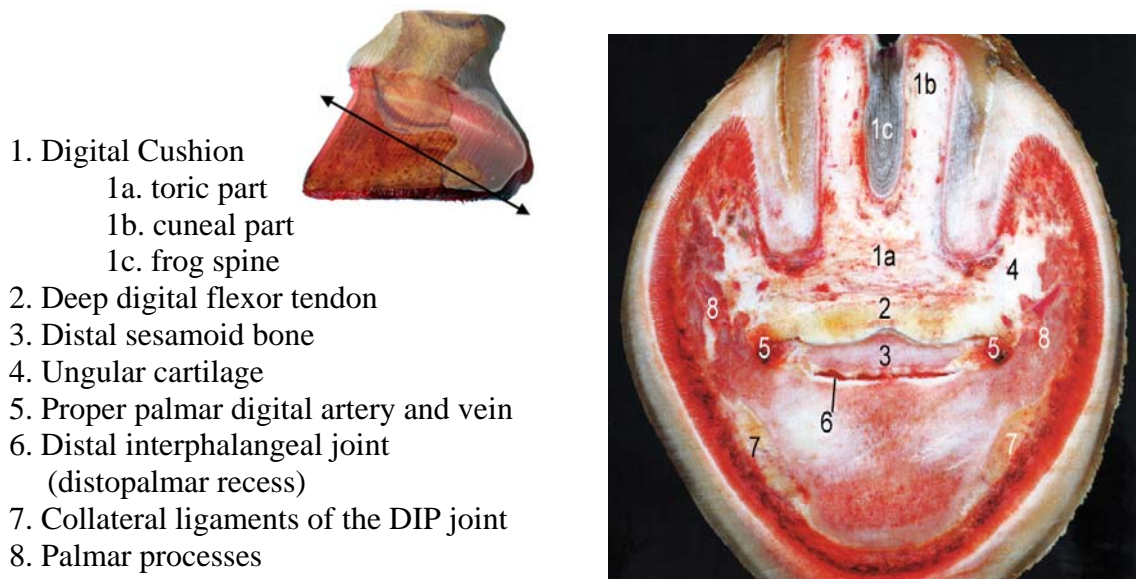 1. Digital Cushion
1a. toric part
1b. cuneal part
1c. frog spine
2. Deep digital flexor tendon
3. Distal sesamoid bone
4. Ungular cartilage
5. Proper palmar digital artery and vein
6. Distal interphalangeal joint
(distopalmar recess)
7. Collateral ligaments of the DIP joint
8. Palmar processes
1b
1c
1a
4
2
8
8
5
5
3
6
7
7